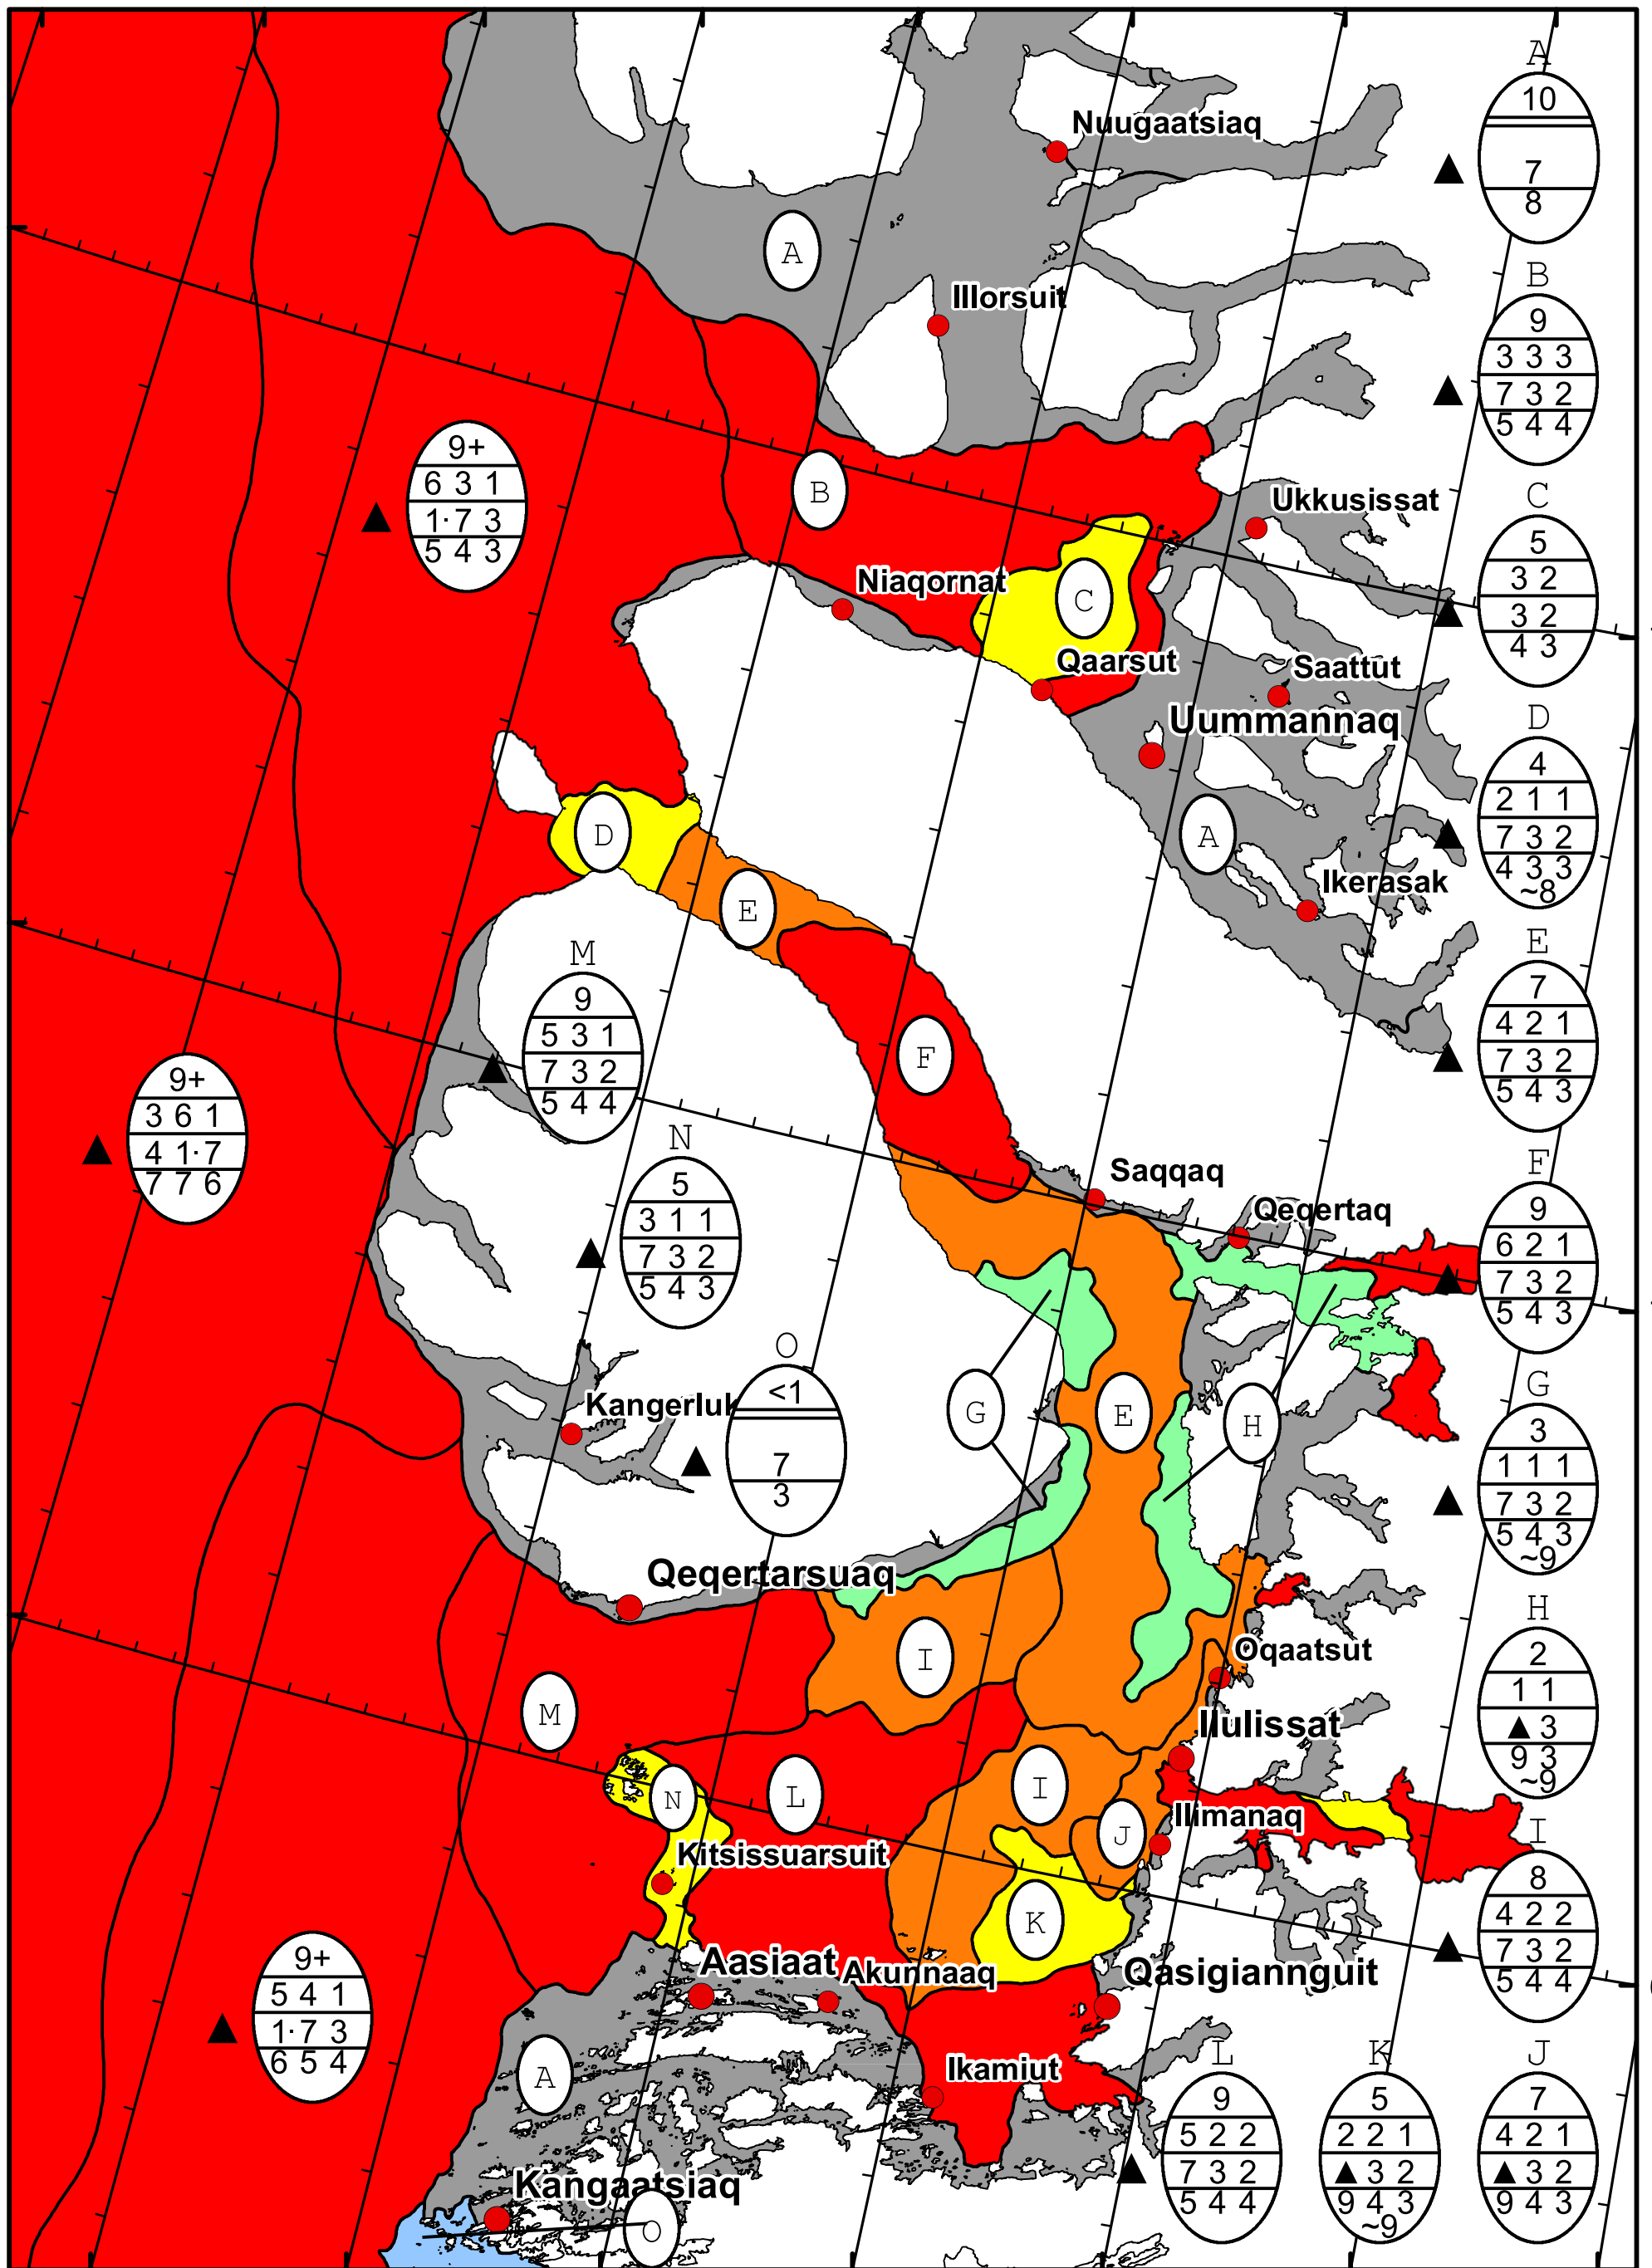 A
10
7
8
Nuugaatsiaq
A
Illorsuit
B
9
3 3 3
7 3 2
5 4 4
9+
6 3 1
1·7 3
5 4 3
B
Ukkusissat
C
5
3 2
3 2
4 3
Niaqornat
C
Qaarsut
Saattut
Uummannaq
D
4
2 1 1
7 3 2
4 3 3
~8
D
A
Ikerasak
E
E
7
4 2 1
7 3 2
5 4 3
M
9
5 3 1
7 3 2
5 4 4
F
9+
3 6 1
4 1·7
7 7 6
N
5
3 1 1
7 3 2
5 4 3
Saqqaq
Qeqertaq
F
9
6 2 1
7 3 2
5 4 3
O
<1
7
3
Kangerluk
G
E
H
G
3
1 1 1
7 3 2
5 4 3
~9
Qeqertarsuaq
I
Oqaatsut
H
2
1 1
▲ 3
9 3
~9
M
Ilulissat
N
L
I
J
Ilimanaq
I
8
4 2 2
7 3 2
5 4 4
Kitsissuarsuit
K
9+
5 4 1
1·7 3
6 5 4
Aasiaat
Akunnaaq
Qasigiannguit
A
Ikamiut
L
9
5 2 2
7 3 2
5 4 4
K
5
2 2 1
▲ 3 2
9 4 3
~9
J
7
4 2 1
▲ 3 2
9 4 3
Kangaatsiaq
O